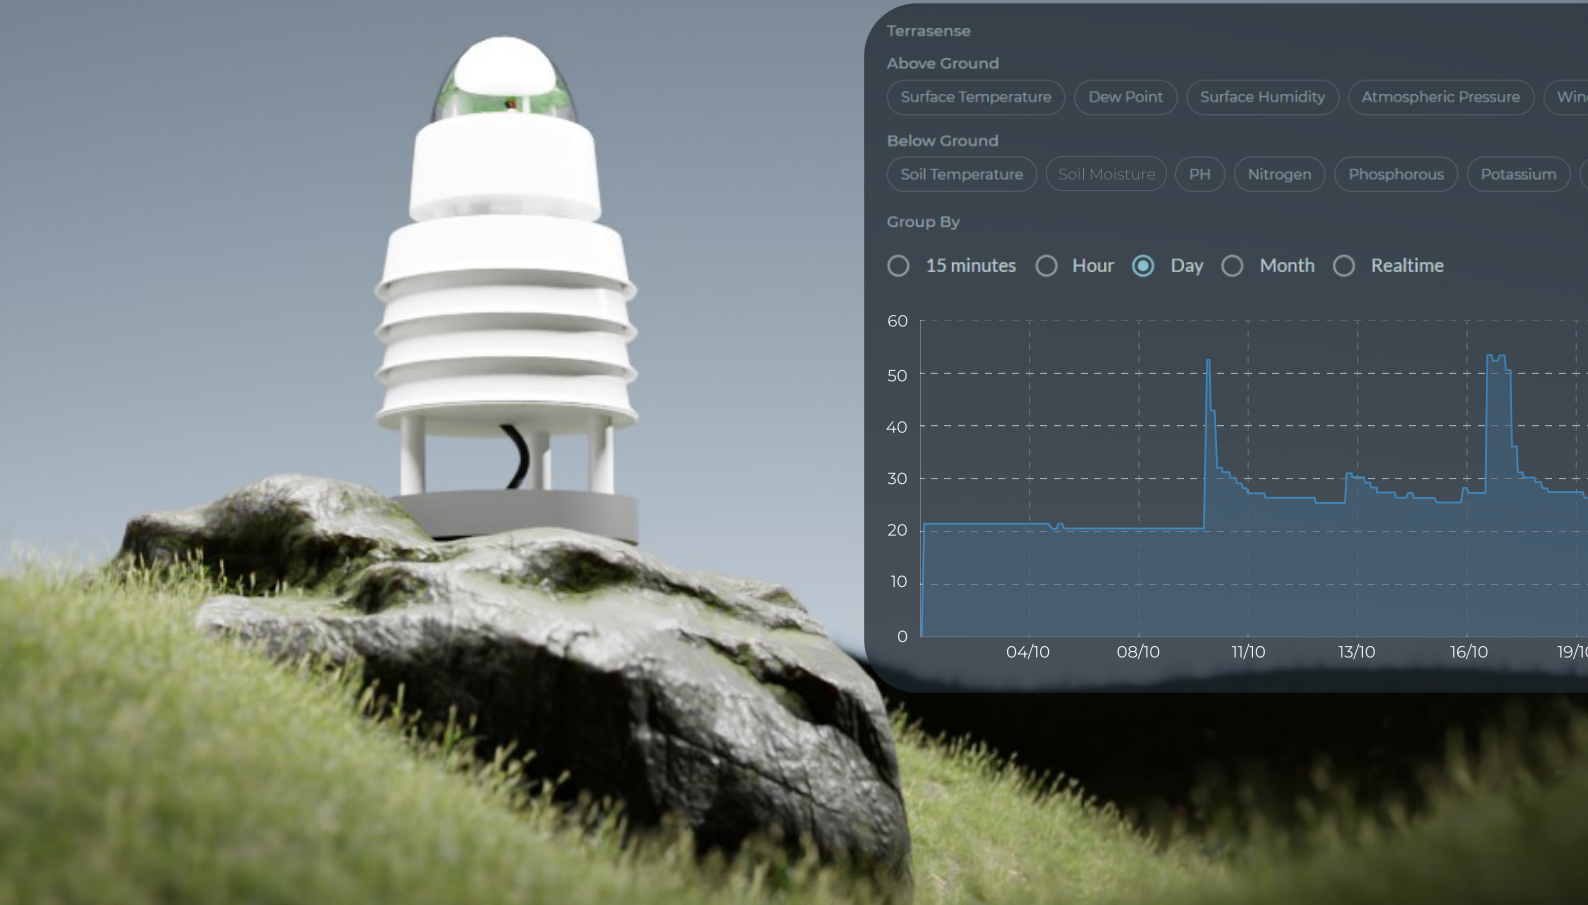 Terrasense
Above Ground
Surface Temperature Dew Point Surface Humidity Atmospheric Pressure
Below Ground
Soil Temperature Soil Moisture PH Nitrogen Phosphorous Potassium
Group By
15 minutes Hour Day Month Realtime
60
50
40
30
20
10
0
04/10 08/10 11/10 13/10 16/10